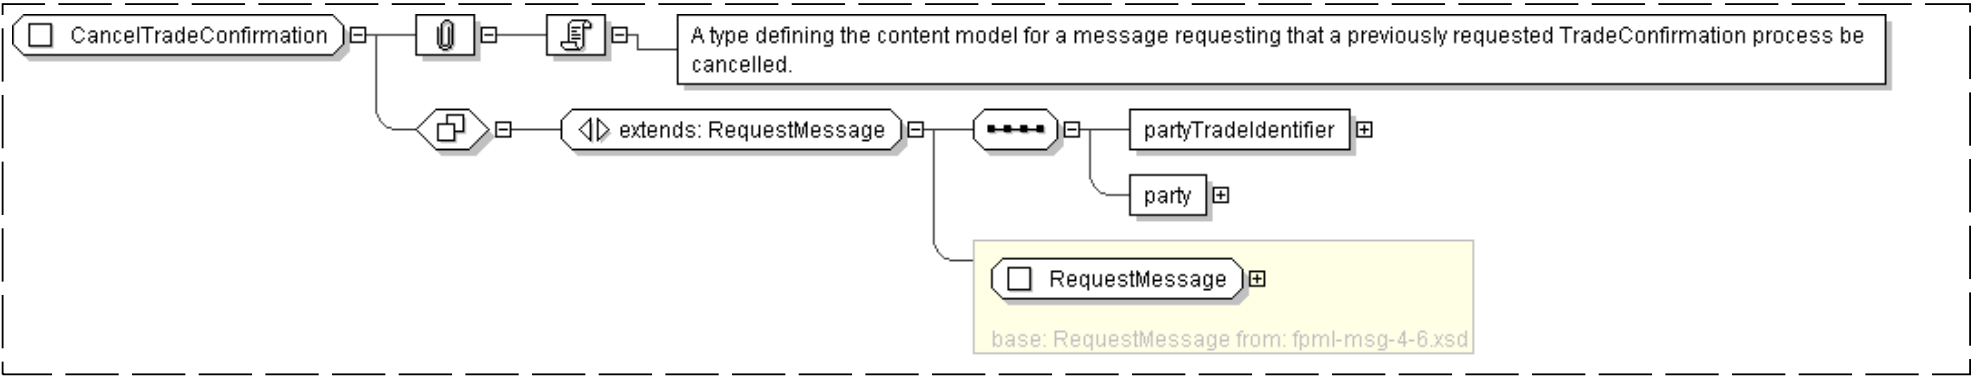 CancelTradeConfirmation
A type defining the content model for a message requesting that a previously requested TradeConfirmation process be
cancelled.
extends: RequestMessage
partyTradeIdentifier
party
RequestMessage
base: RequestMessage from: fpml-msg-4-6.xsd